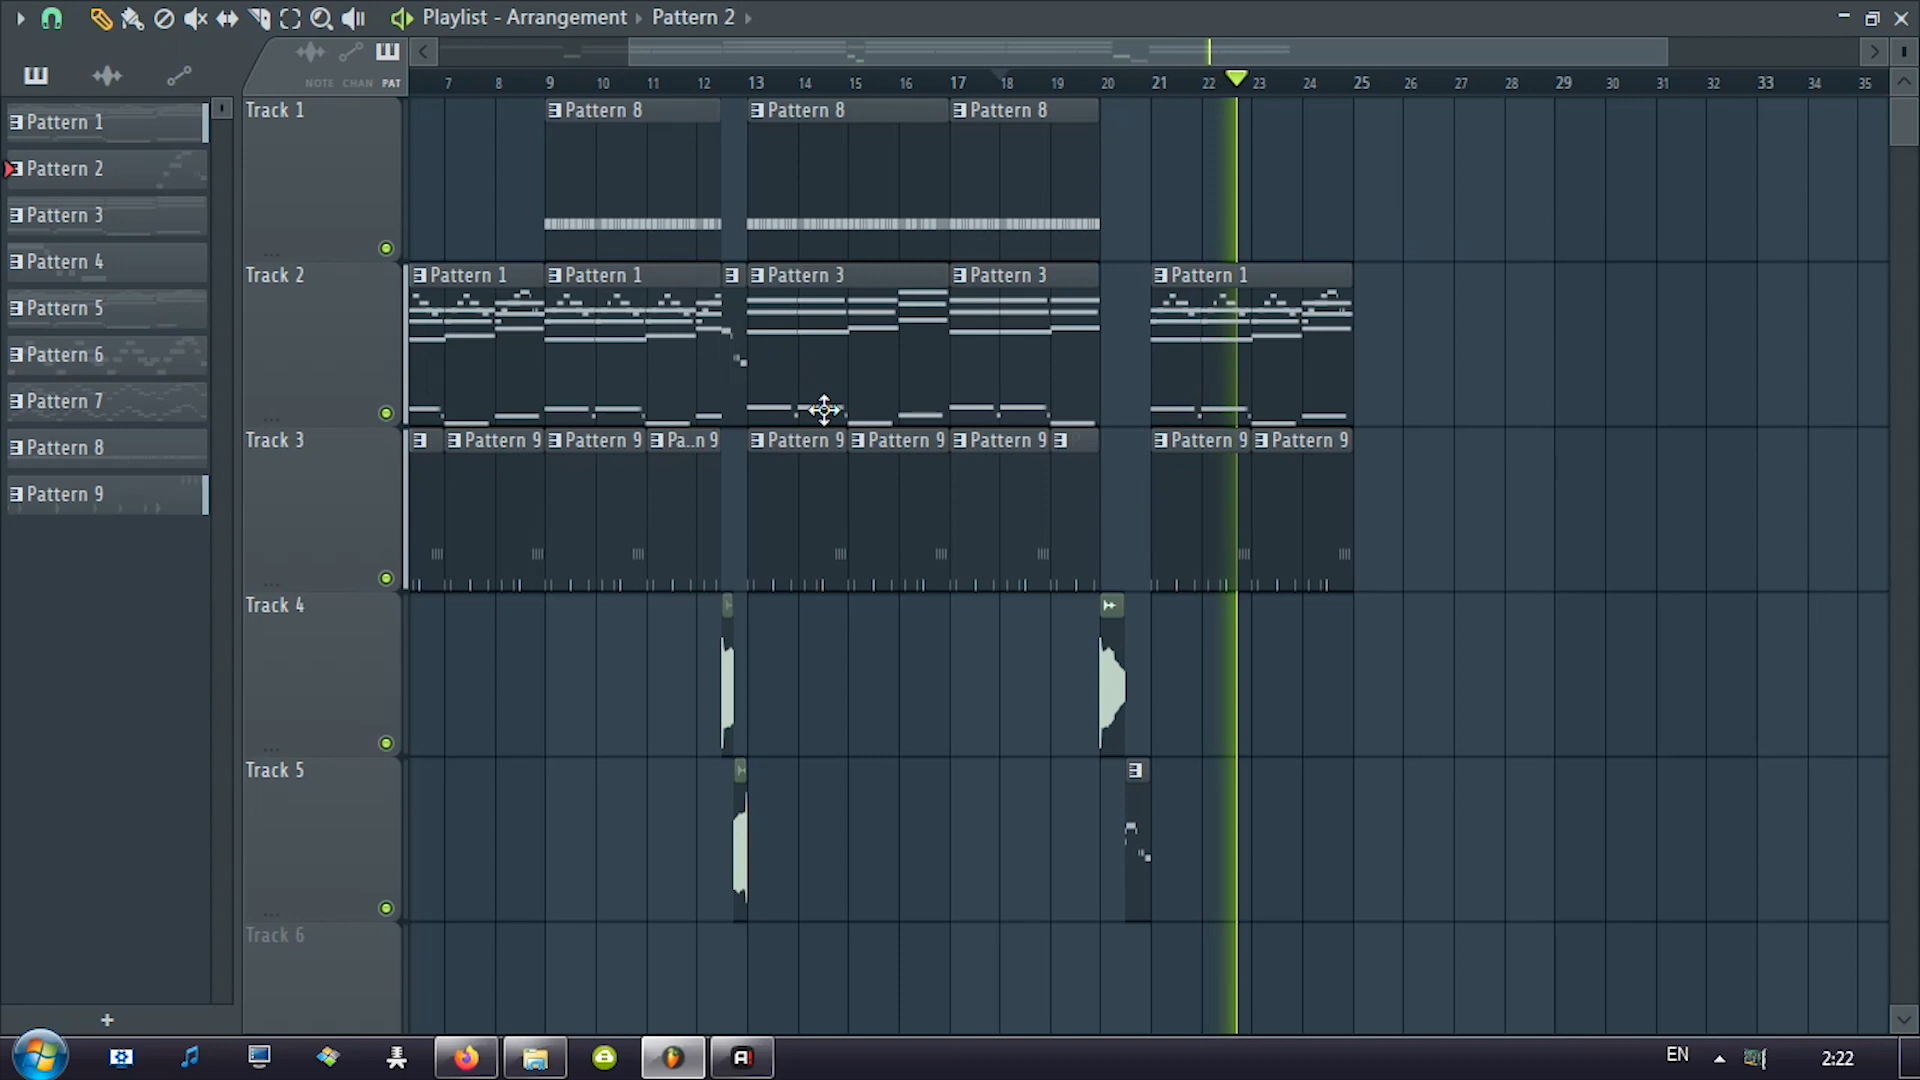 Playlist - Arrangement › Pattern 2 ›
NOTE CHAN PAT
7 8 9 10 11 12 13 14 15 16 17 18 19 20 21 22 23 24 25 26 27 28 29 30 31 32 33 34 35
Pattern 1
Pattern 2
Pattern 3
Pattern 4
Pattern 5
Pattern 6
Pattern 7
Pattern 8
Pattern 9
+
Track 1
Pattern 8 Pattern 8 Pattern 8
Track 2
Pattern 1 Pattern 1 Pattern 3 Pattern 3 Pattern 1
Track 3
Pattern 9 Pattern 9 Pa..n 9 Pattern 9 Pattern 9 Pattern 9 Pattern 9 Pattern 9
Track 4
Track 5
Track 6
EN
2:22